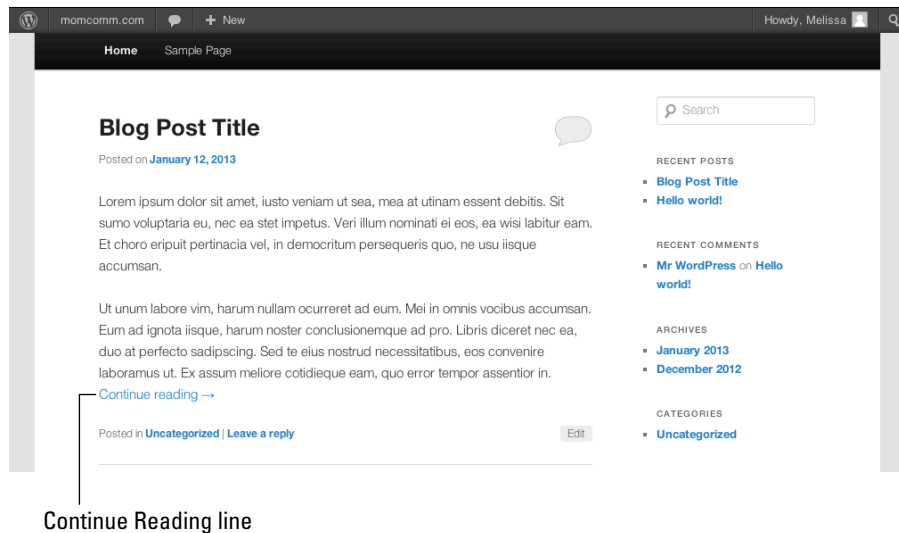 momcomm.com + New Howdy, Melissa
Home Sample Page
Blog Post Title
Posted on January 12, 2013
Lorem ipsum dolor sit amet, iusto veniam ut sea, mea at utinam essent debitis. Sit
sumo voluptaria eu, nec ea stet impetus. Veri illum nominati ei eos, ea wisi labitur eam.
Et choro eripuit pertinacia vel, in democritum persequeris quo, ne usu iisque
accumsan.
Ut unum labore vim, harum nullam ocurreret ad eum. Mei in omnis vocibus accumsan.
Eum ad ignota iisque, harum noster conclusionemque ad pro. Libris diceret nec ea,
duo at perfecto sadipscing. Sed te eius nostrud necessitatibus, eos convenire
laboramus ut. Ex assum meliore cotidieque eam, quo error tempor assentior in.
Continue reading →
Posted in Uncategorized | Leave a reply Edit
Search
RECENT POSTS
Blog Post Title
Hello world!
RECENT COMMENTS
Mr WordPress on Hello
world!
ARCHIVES
January 2013
December 2012
CATEGORIES
Uncategorized
Continue Reading line